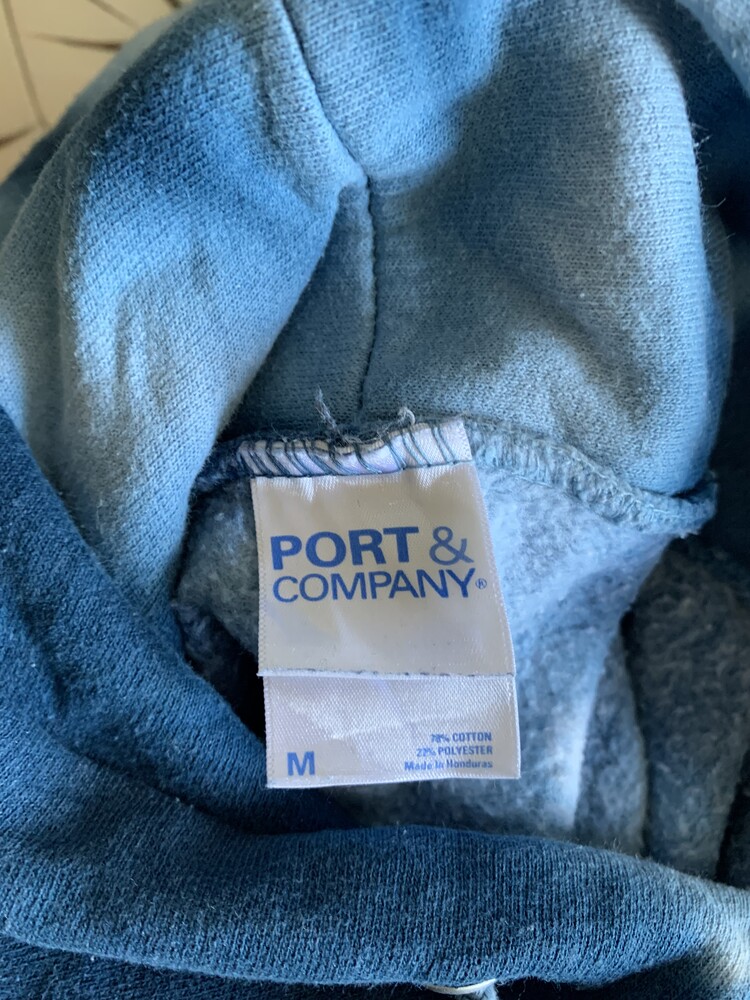 PORT &
COMPANY®
M
78% COTTON
22% POLYESTER
Made in Honduras